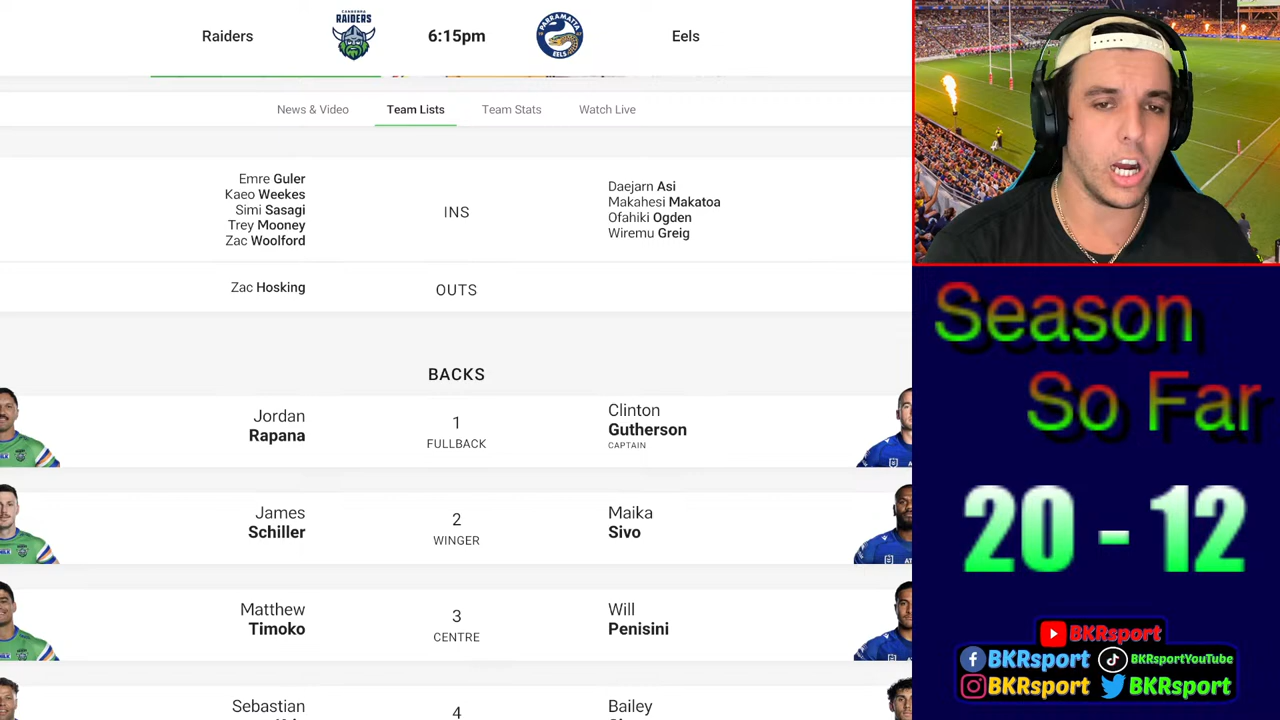 Raiders
CANBERRA
RAIDERS
6:15pm
PARRAMATTA
EELS
Eels
News & Video
Team Lists
Team Stats
Watch Live
Emre Guler
Kaeo Weekes
Simi Sasagi
Trey Mooney
Zac Woolford
INS
Daejarn Asi
Makahesi Makatoa
Ofahiki Ogden
Wiremu Greig
Zac Hosking
OUTS
BACKS
Jordan
Rapana
1
FULLBACK
Clinton
Gutherson
CAPTAIN
James
Schiller
2
WINGER
Maika
Sivo
Matthew
Timoko
3
CENTRE
Will
Penisini
Sebastian
4
Bailey
Season
So Far
20 - 12
BKRsport
BKRsport
BKRsportYouTube
BKRsport
BKRsport